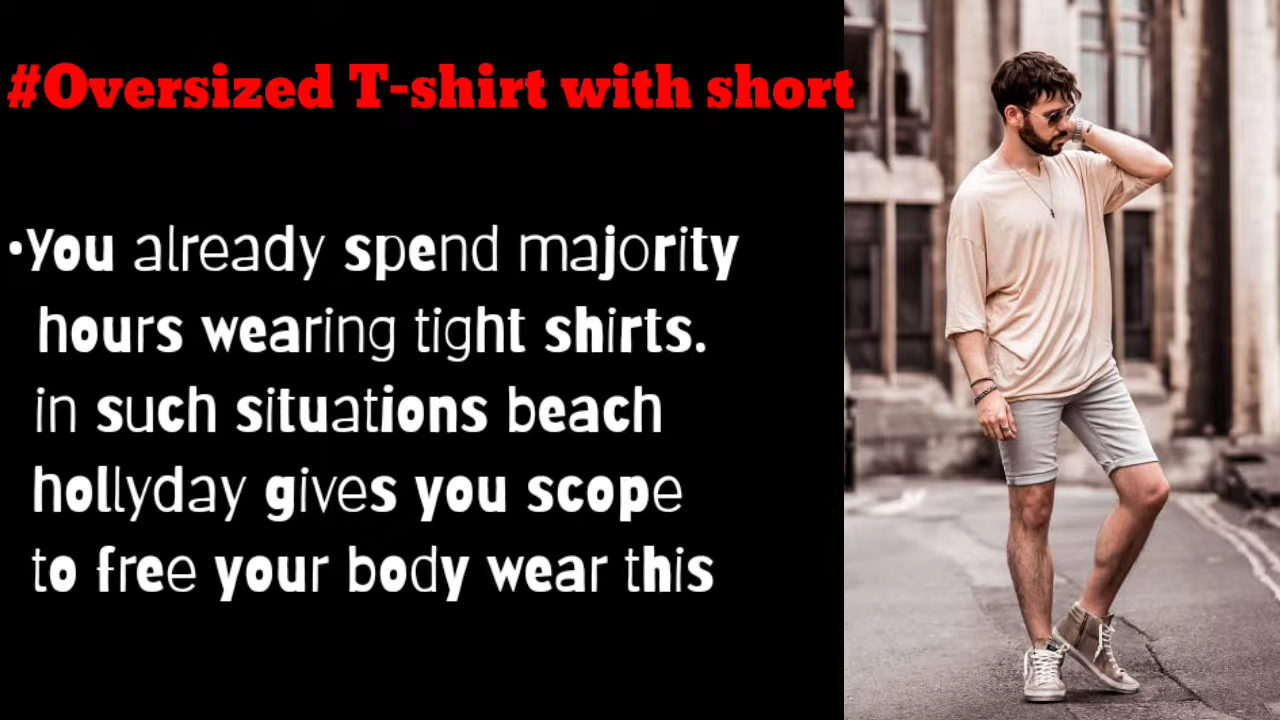 #Oversized T-shirt with short
•You already spend majority
hours wearing tight shirts.
in such situations beach
hollyday gives you scope
to free your body wear this